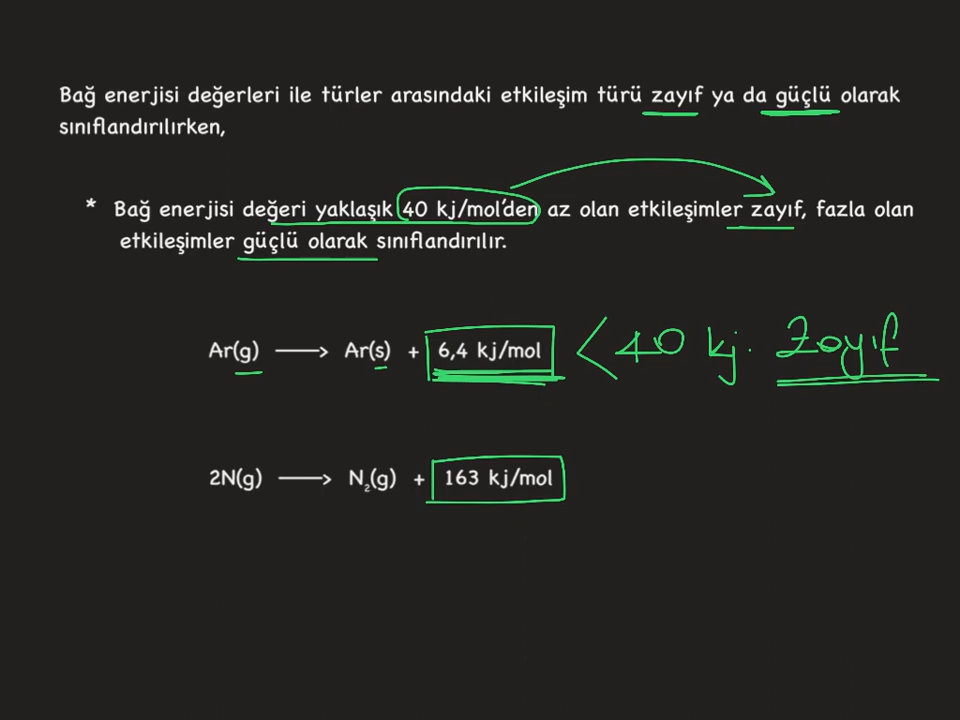 Bağ enerjisi değerleri ile türler arasındaki etkileşim türü zayıf ya da güçlü olarak
sınıflandırılırken,
* Bağ enerjisi değeri yaklaşık 40 kj/mol'den az olan etkileşimler zayıf, fazla olan
etkileşimler güçlü olarak sınıflandırılır.
Ar(g) ⟶ Ar(s) + 6,4 kj/mol < 40 kj. Zayıf
2N(g) ⟶ N₂(g) + 163 kj/mol